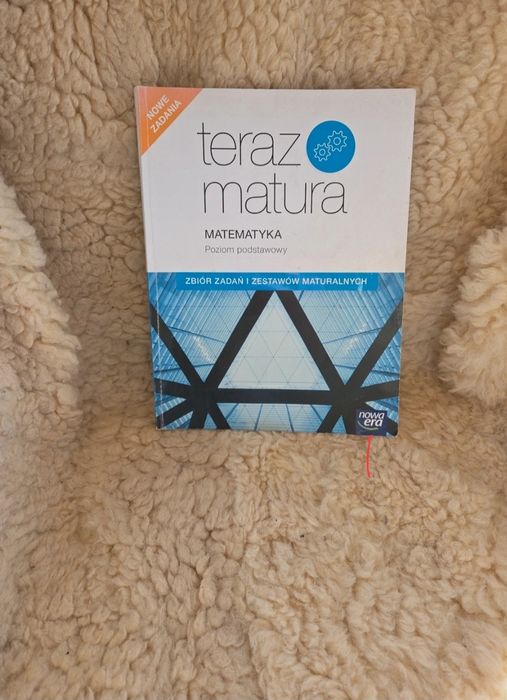 NOWE
ZADANIA
teraz
matura
MATEMATYKA
Poziom podstawowy
ZBIÓR ZADAŃ I ZESTAWÓW MATURALNYCH
nowa
era